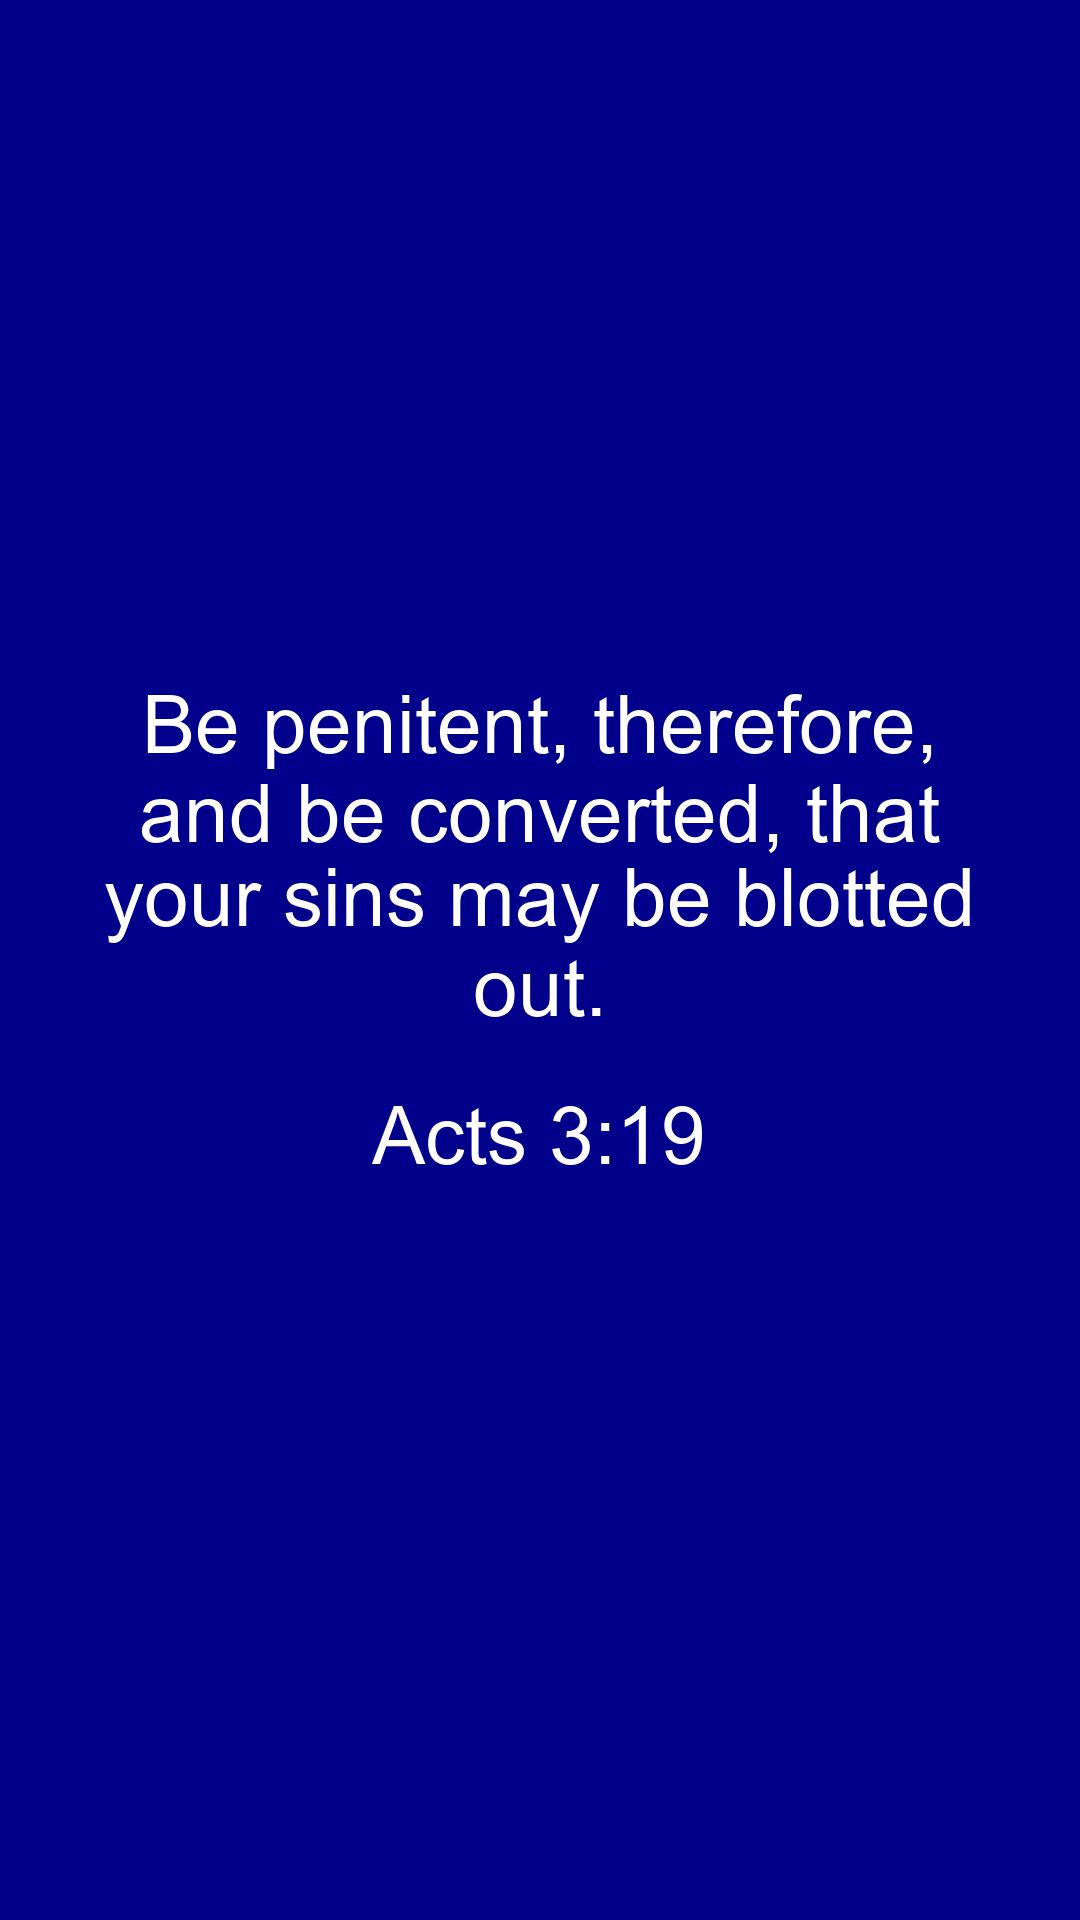 Be penitent, therefore,
and be converted, that
your sins may be blotted
out.
Acts 3:19